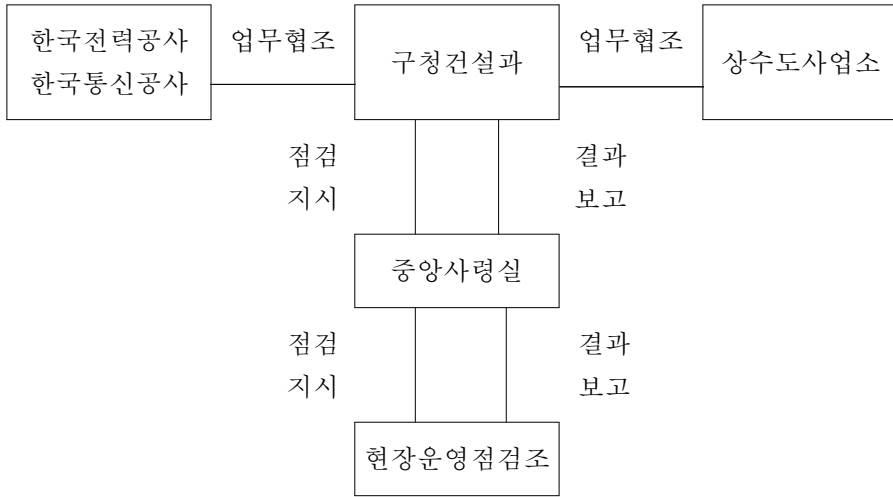 한국전력공사
한국통신공사
업무협조
구청건설과
업무협조
상수도사업소
점검
지시
결과
보고
중앙사령실
점검
지시
결과
보고
현장운영점검조